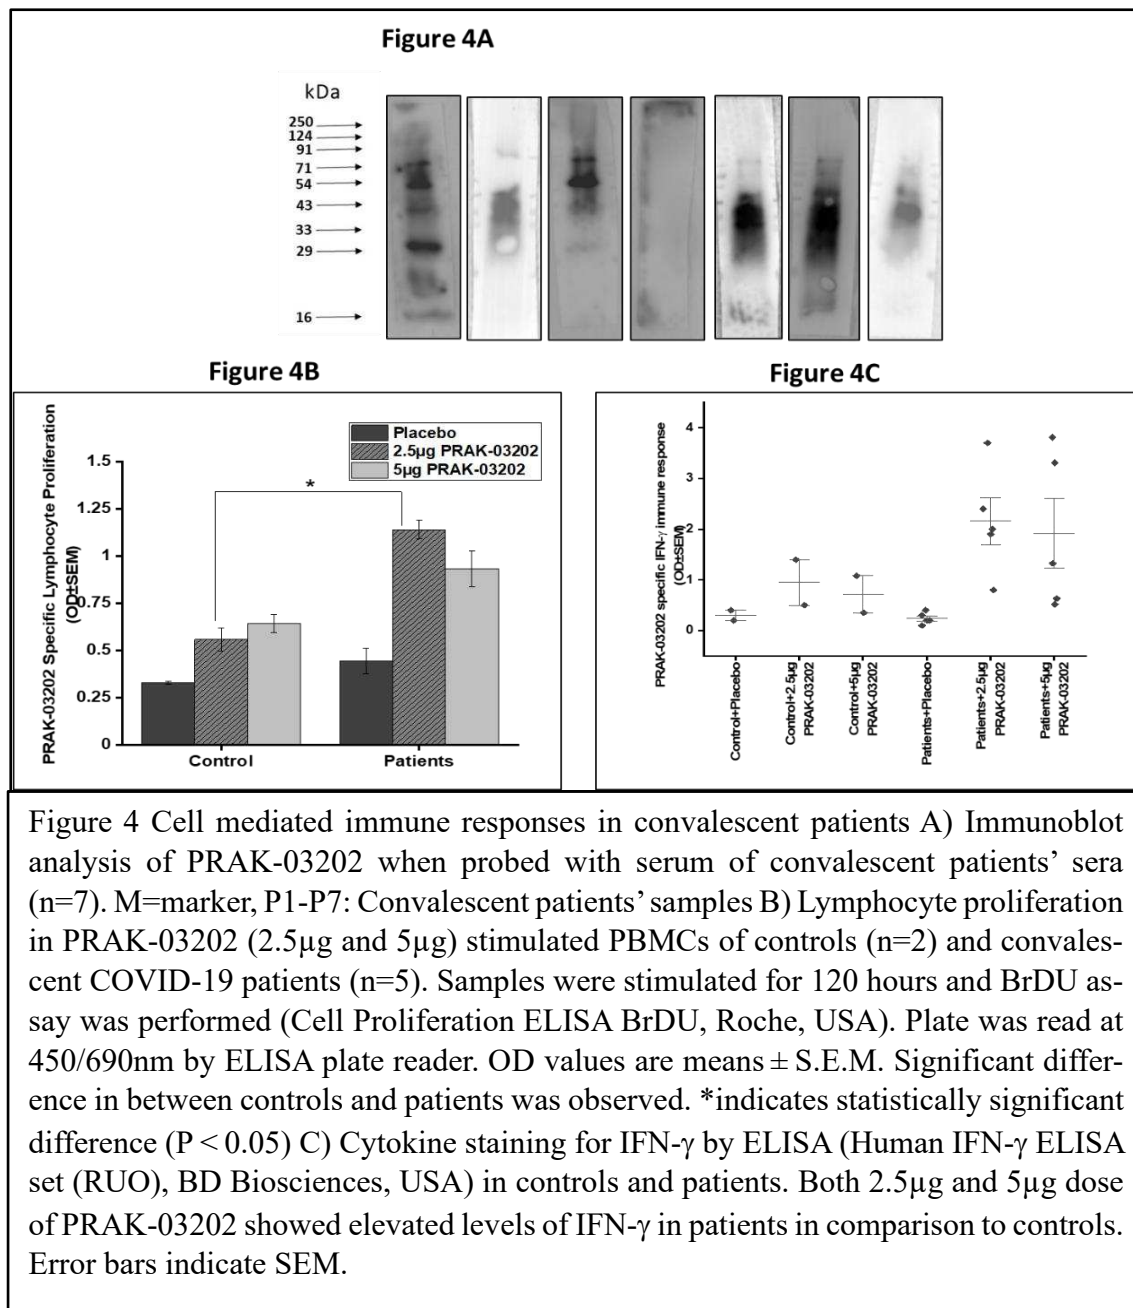 Figure 4A
kDa
250
124
91
71
54
43
33
29
16
Figure 4B
Figure 4C
PRAK-03202 Specific Lymphocyte Proliferation
(OD±SEM)
1.5
1.25
1
0.75
0.5
0.25
0
Placebo
2.5µg PRAK-03202
5µg PRAK-03202
*
Control
Patients
PRAK-03202 specific IFN-γ immune response
(OD±SEM)
4
3
2
1
0
Control+Placebo
Control+2.5µg
PRAK-03202
Control+5µg
PRAK-03202
Patients+Placebo
Patients+2.5µg
PRAK-03202
Patients+5µg
PRAK-03202
Figure 4 Cell mediated immune responses in convalescent patients A) Immunoblot
analysis of PRAK-03202 when probed with serum of convalescent patients’ sera
(n=7). M=marker, P1-P7: Convalescent patients’ samples B) Lymphocyte proliferation
in PRAK-03202 (2.5µg and 5µg) stimulated PBMCs of controls (n=2) and convales-
cent COVID-19 patients (n=5). Samples were stimulated for 120 hours and BrDU as-
say was performed (Cell Proliferation ELISA BrDU, Roche, USA). Plate was read at
450/690nm by ELISA plate reader. OD values are means ± S.E.M. Significant differ-
ence in between controls and patients was observed. *indicates statistically significant
difference (P < 0.05) C) Cytokine staining for IFN-γ by ELISA (Human IFN-γ ELISA
set (RUO), BD Biosciences, USA) in controls and patients. Both 2.5µg and 5µg dose
of PRAK-03202 showed elevated levels of IFN-γ in patients in comparison to controls.
Error bars indicate SEM.